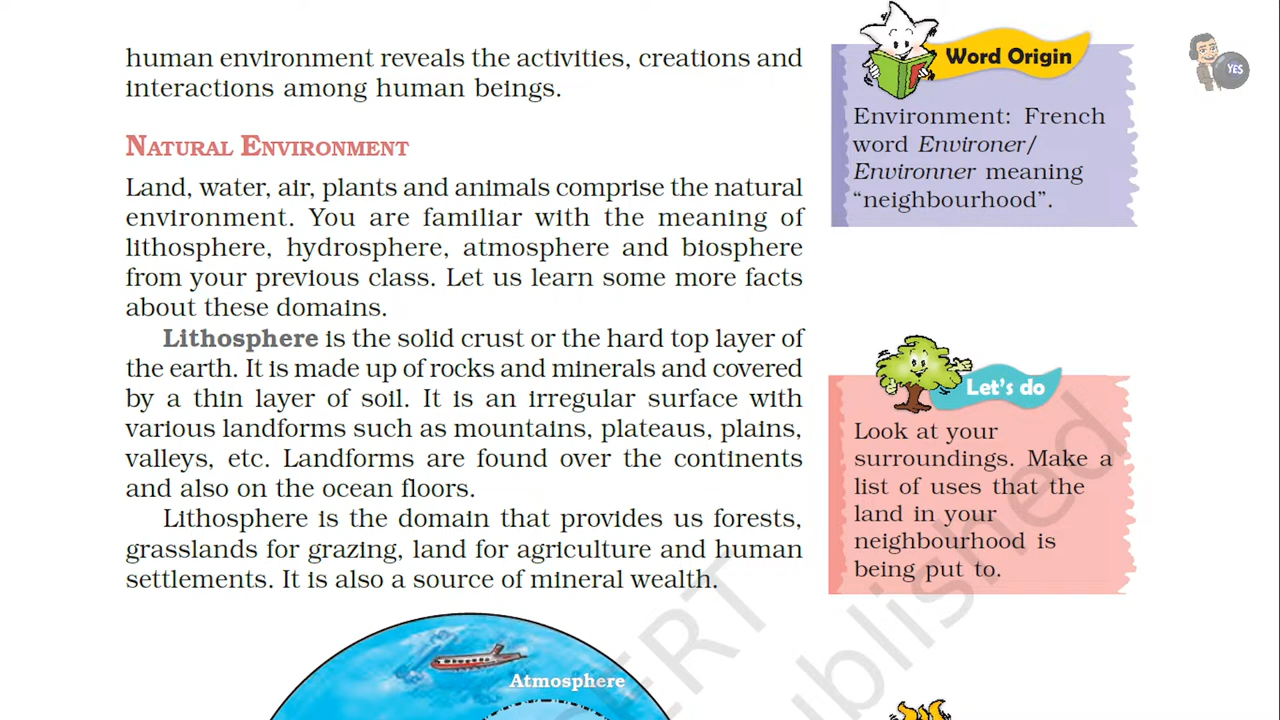 human environment reveals the activities, creations and
interactions among human beings.
NATURAL ENVIRONMENT
Land, water, air, plants and animals comprise the natural
environment. You are familiar with the meaning of
lithosphere, hydrosphere, atmosphere and biosphere
from your previous class. Let us learn some more facts
about these domains.
Lithosphere is the solid crust or the hard top layer of
the earth. It is made up of rocks and minerals and covered
by a thin layer of soil. It is an irregular surface with
various landforms such as mountains, plateaus, plains,
valleys, etc. Landforms are found over the continents
and also on the ocean floors.
Lithosphere is the domain that provides us forests,
grasslands for grazing, land for agriculture and human
settlements. It is also a source of mineral wealth.
Atmosphere
Word Origin
Environment: French
word Environer/
Environner meaning
“neighbourhood”.
Let’s do
Look at your
surroundings. Make a
list of uses that the
land in your
neighbourhood is
being put to.
YES